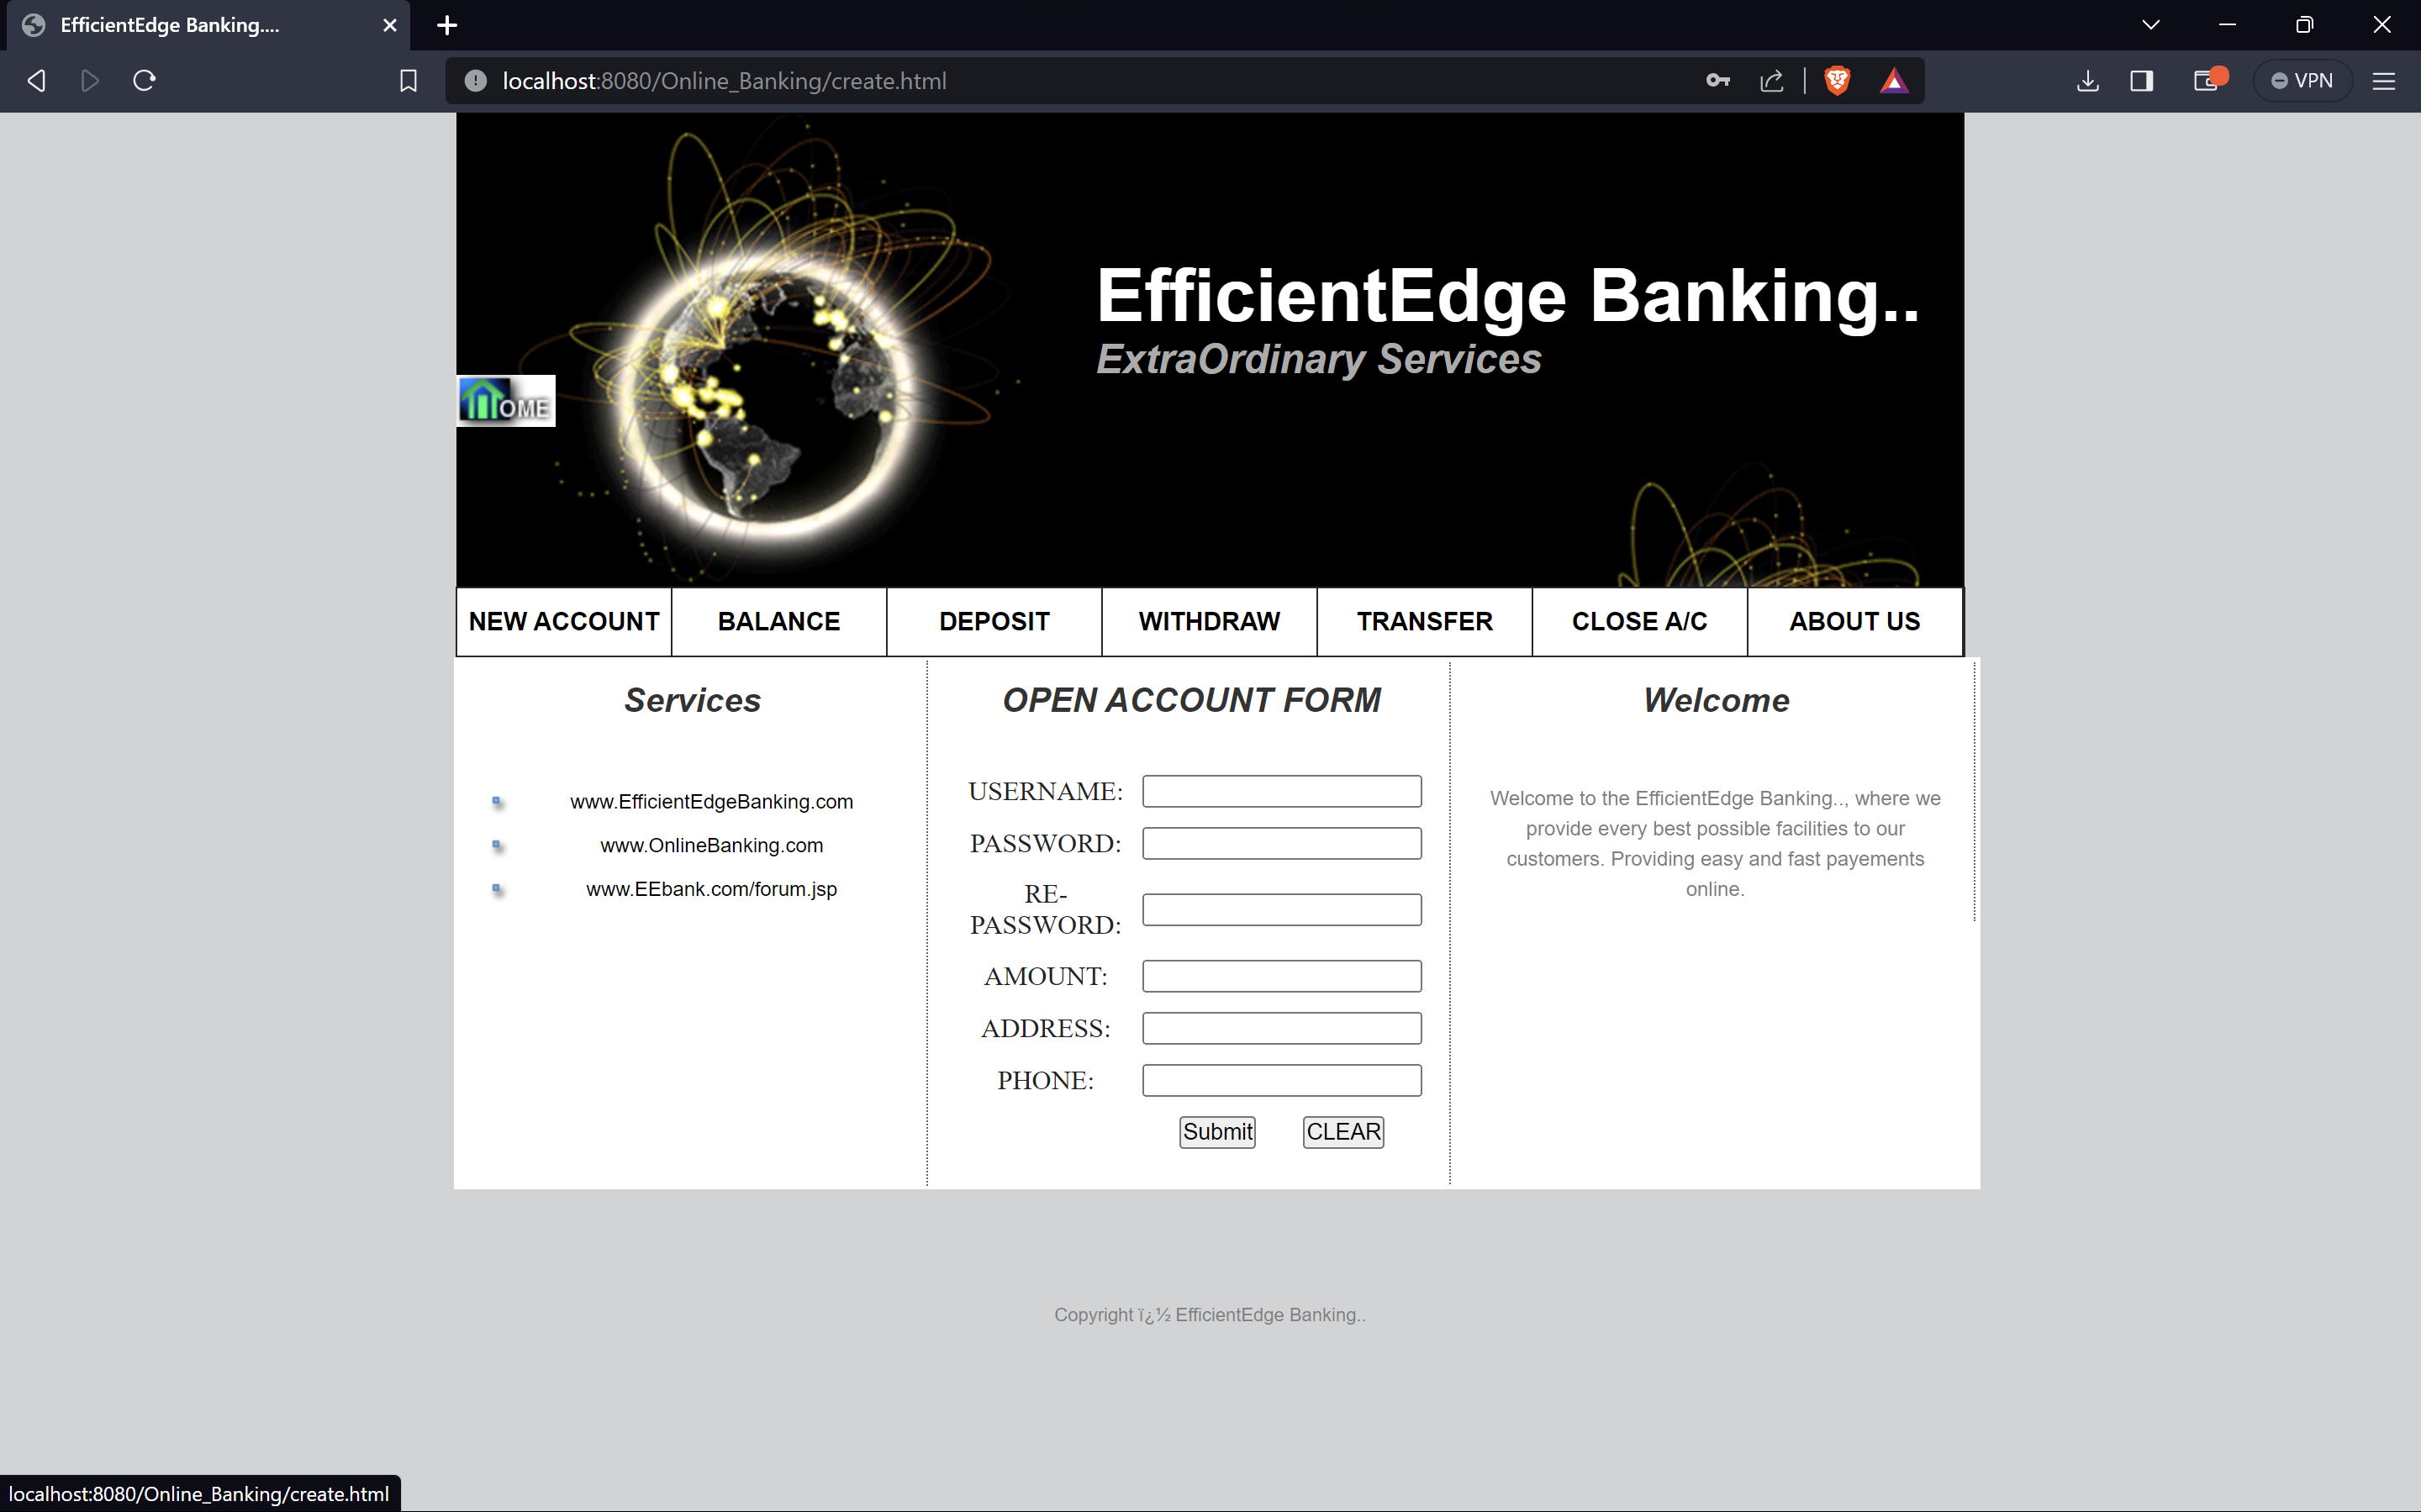 EfficientEdge Banking....
localhost:8080/Online_Banking/create.html
VPN
EfficientEdge Banking..
ExtraOrdinary Services
OME
NEW ACCOUNT BALANCE DEPOSIT WITHDRAW TRANSFER CLOSE A/C ABOUT US
Services
www.EfficientEdgeBanking.com
www.OnlineBanking.com
www.EEbank.com/forum.jsp
OPEN ACCOUNT FORM
USERNAME:
PASSWORD:
RE-
PASSWORD:
AMOUNT:
ADDRESS:
PHONE:
Submit CLEAR
Welcome
Welcome to the EfficientEdge Banking.., where we
provide every best possible facilities to our
customers. Providing easy and fast payements
online.
Copyright ï¿½ EfficientEdge Banking..
localhost:8080/Online_Banking/create.html